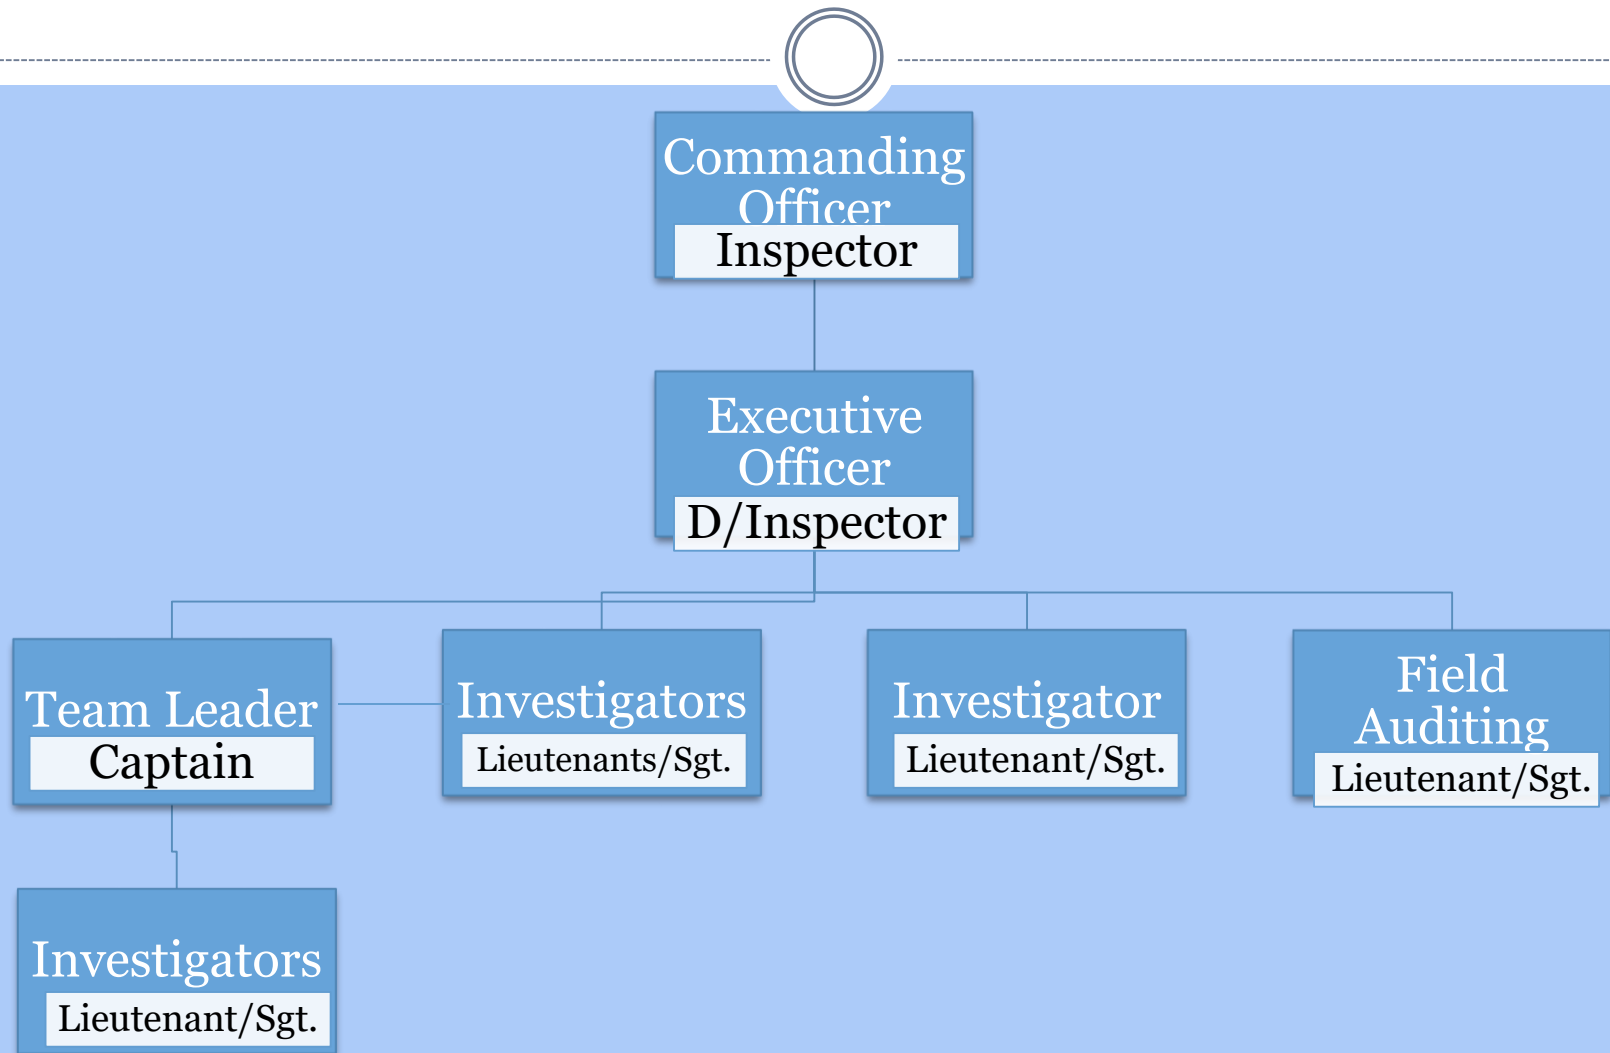 Commanding
Officer
Inspector
Executive
Officer
D/Inspector
Team Leader
Captain
Investigators
Lieutenants/Sgt.
Investigator
Lieutenant/Sgt.
Field
Auditing
Lieutenant/Sgt.
Investigators
Lieutenant/Sgt.